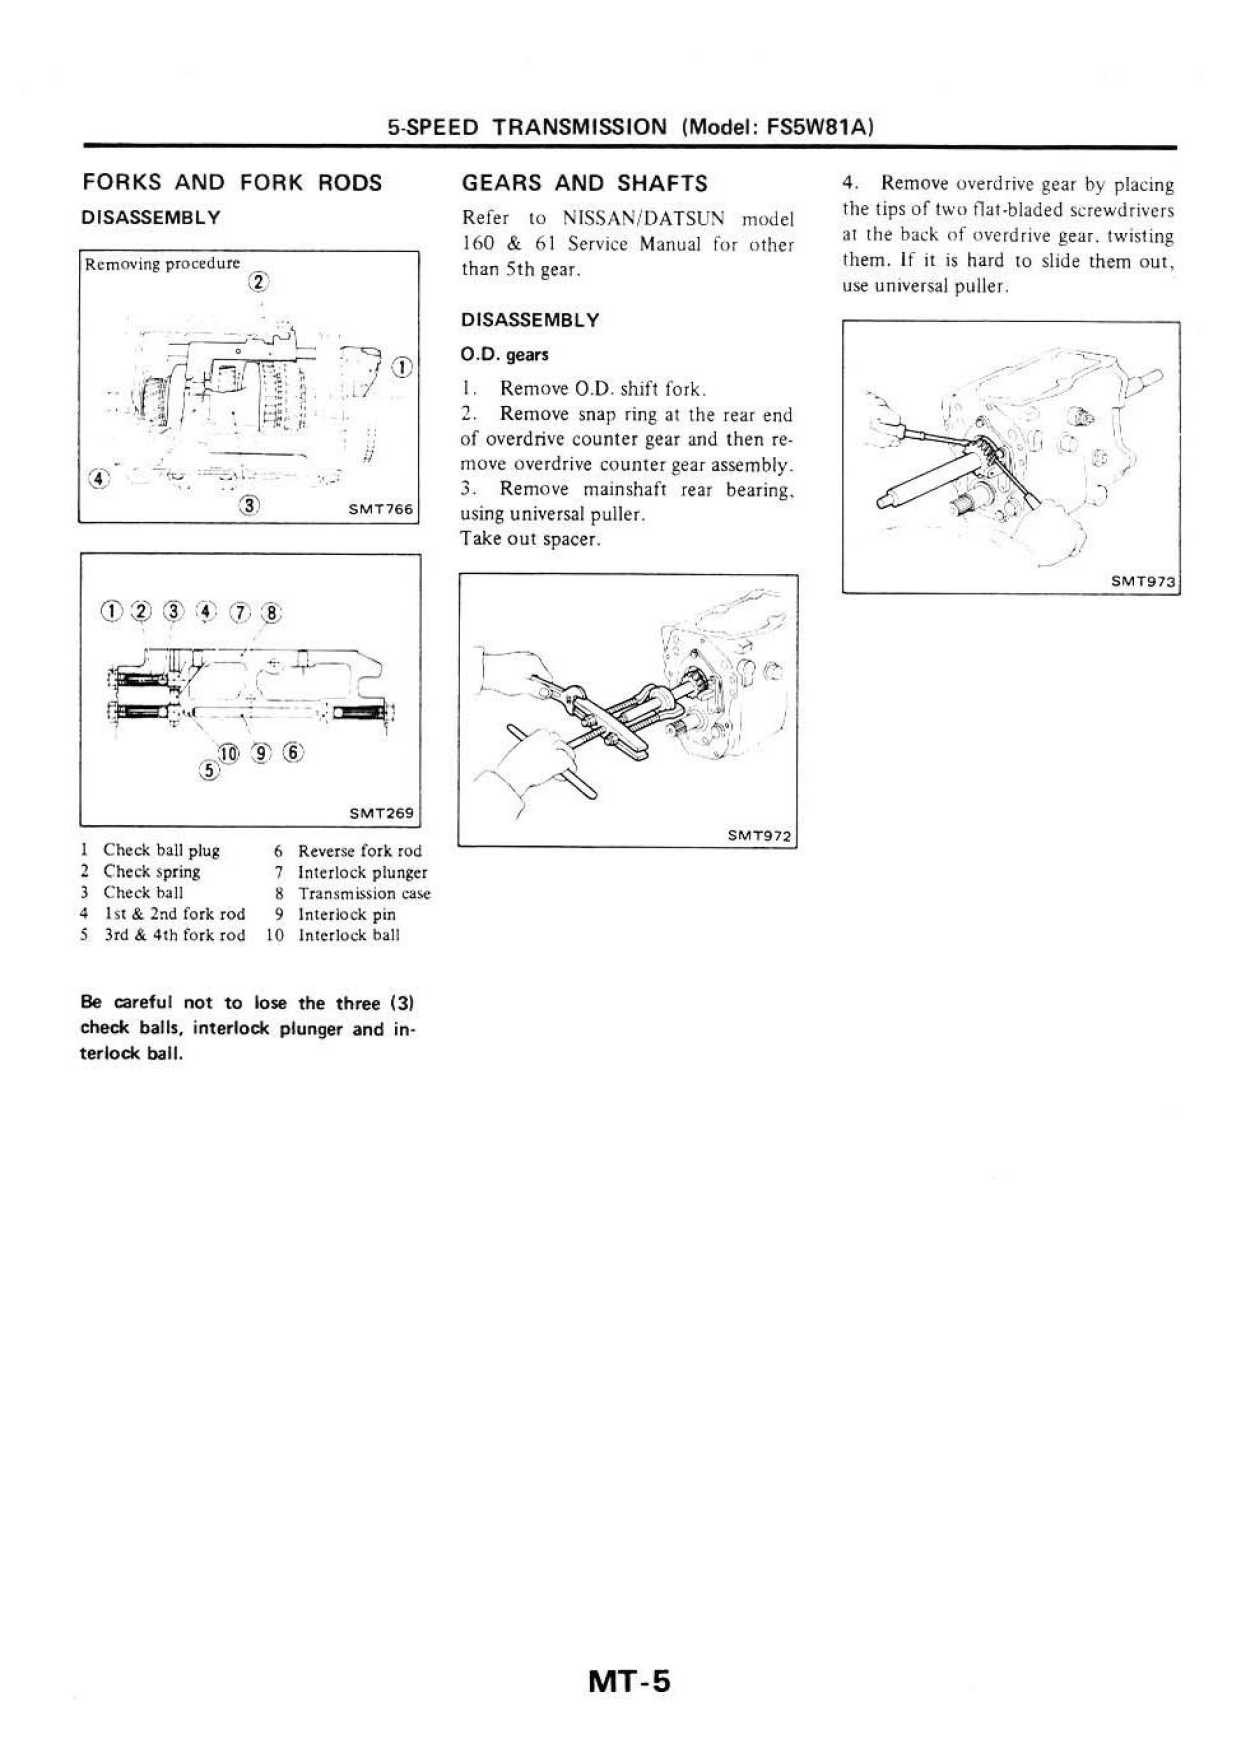 5-SPEED TRANSMISSION (Model: FS5W81A)
FORKS AND FORK RODS
DISASSEMBLY
Removing procedure
2
1
4
3
SMT766
1 2 3 4 7 8
10 9 6
5
SMT269
1 Check ball plug
2 Check spring
3 Check ball
4 1st & 2nd fork rod
5 3rd & 4th fork rod
6 Reverse fork rod
7 Interlock plunger
8 Transmission case
9 Interlock pin
10 Interlock ball
Be careful not to lose the three (3)
check balls, interlock plunger and in-
terlock ball.
GEARS AND SHAFTS
Refer to NISSAN/DATSUN model
160 & 61 Service Manual for other
than 5th gear.
DISASSEMBLY
O.D. gears
1. Remove O.D. shift fork.
2. Remove snap ring at the rear end
of overdrive counter gear and then re-
move overdrive counter gear assembly.
3. Remove mainshaft rear bearing,
using universal puller.
Take out spacer.
SMT972
4. Remove overdrive gear by placing
the tips of two flat-bladed screwdrivers
at the back of overdrive gear, twisting
them. If it is hard to slide them out,
use universal puller.
SMT973
MT-5